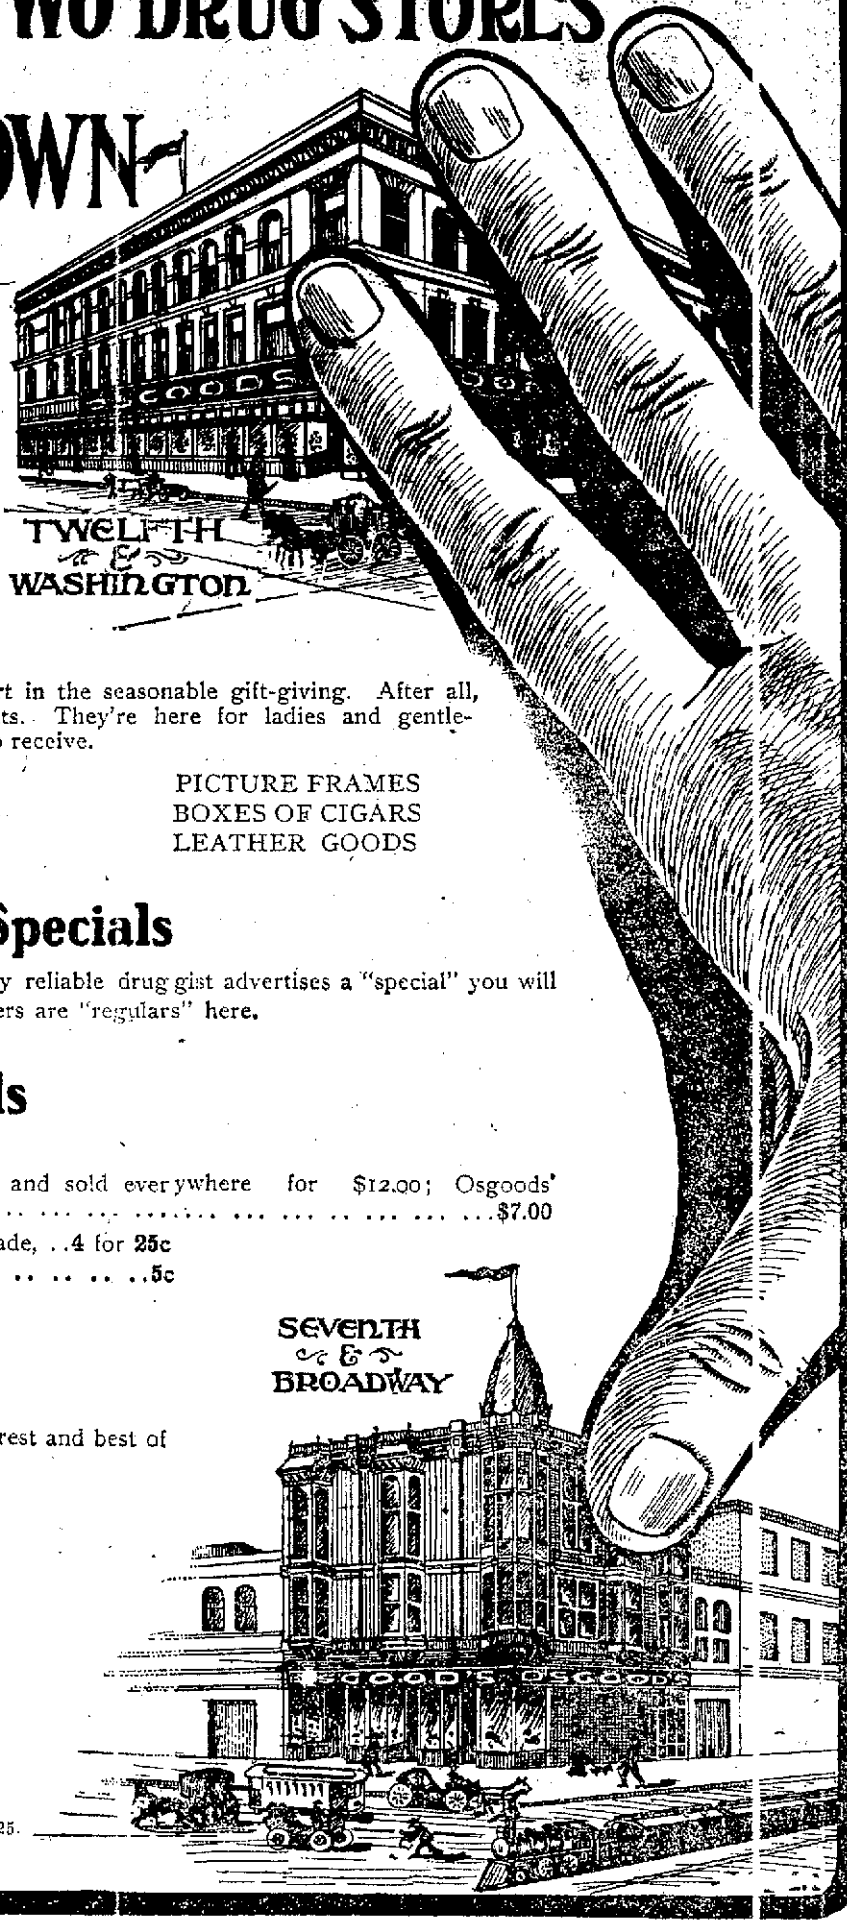 WO DRUG STORES
OWN
GOODS
TWELFTH
&
WASHINGTON
rt in the seasonable gift-giving. After all,
ts. They're here for ladies and gentle-
o receive.
PICTURE FRAMES
BOXES OF CIGARS
LEATHER GOODS
Specials
y reliable druggist advertises a "special" you will
ers are "regulars" here.
ls
and sold everywhere for $12.00; Osgoods'
$7.00
ade, ..4 for 25c
5c
SEVENTH
&
BROADWAY
rest and best of
GOOD'S OSGOODS
25.